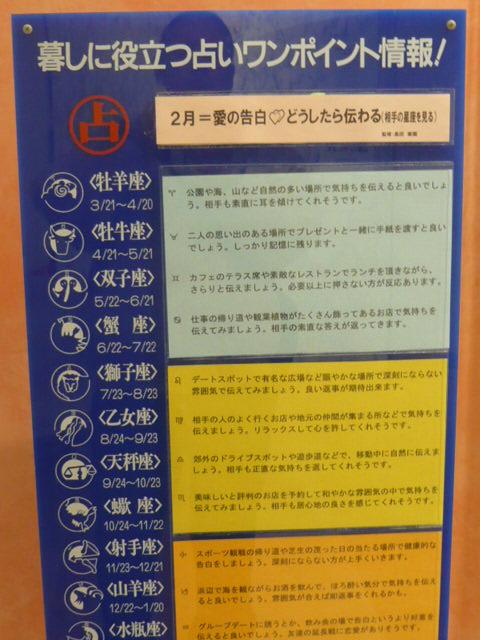 暮しに役立つ占いワンポイント情報!
占
2月=愛の告白♡どうしたら伝わる(相手の星座を見る)
〈牡羊座〉
3/21~4/20
♈ 公園や海、山など自然の多い場所で気持ちを伝えると良いでしょ
う。相手も素直に耳を傾けてくれそうです。
〈牡牛座〉
4/21~5/21
♉ 二人の思い出のある場所でプレゼントと一緒に手紙を渡すと良い
でしょう。しっかり記憶に残ります。
〈双子座〉
5/22~6/21
♊ カフェのテラス席や素敵なレストランでランチを頂きながら、
さらりと伝えましょう。必要以上に押さない方が反応あります。
〈蟹 座〉
6/22~7/22
♋ 仕事の帰り道や観葉植物がたくさん飾ってあるお店で気持ちを
伝えてみましょう。相手の素直な答えが返ってきます。
〈獅子座〉
7/23~8/23
♌ デートスポットで有名な広場など賑やかな場所で深刻にならない
雰囲気で伝えてみましょう。良い返事が期待出来ます。
〈乙女座〉
8/24~9/23
♍ 相手の人のよく行くお店や地元の仲間が集まる所などで気持ちを
伝えましょう。リラックスして心を許してくれそうです。
〈天秤座〉
9/24~10/23
♎ 郊外のドライブスポットや遊歩道などで、移動中に自然に伝えま
しょう。相手も正直な気持ちを返してくれそうです。
〈蠍 座〉
10/24~11/22
♏ 美味しいと評判のお店を予約して和やかな雰囲気の中で気持ちを
伝えてみましょう。相手も居心地の良さを感じてくれそうです。
〈射手座〉
11/23~12/21
♐ スポーツ観戦の帰り道や芝生の茂った日の当たる場所で健康的な
告白をしましょう。深刻にならない方が上手くいきます。
〈山羊座〉
12/22~1/20
♑ 浜辺で海を観ながらお酒を飲んで、ほろ酔い気分で気持ちを伝え
ると良いでしょう。雰囲気が合えば即返事をくれるかも。
〈水瓶座〉
♒ グループデートに誘うとか、飲み会の場で告白というより好意を
伝えると良いでしょう。友達の延長戦に恋愛がありそうです。